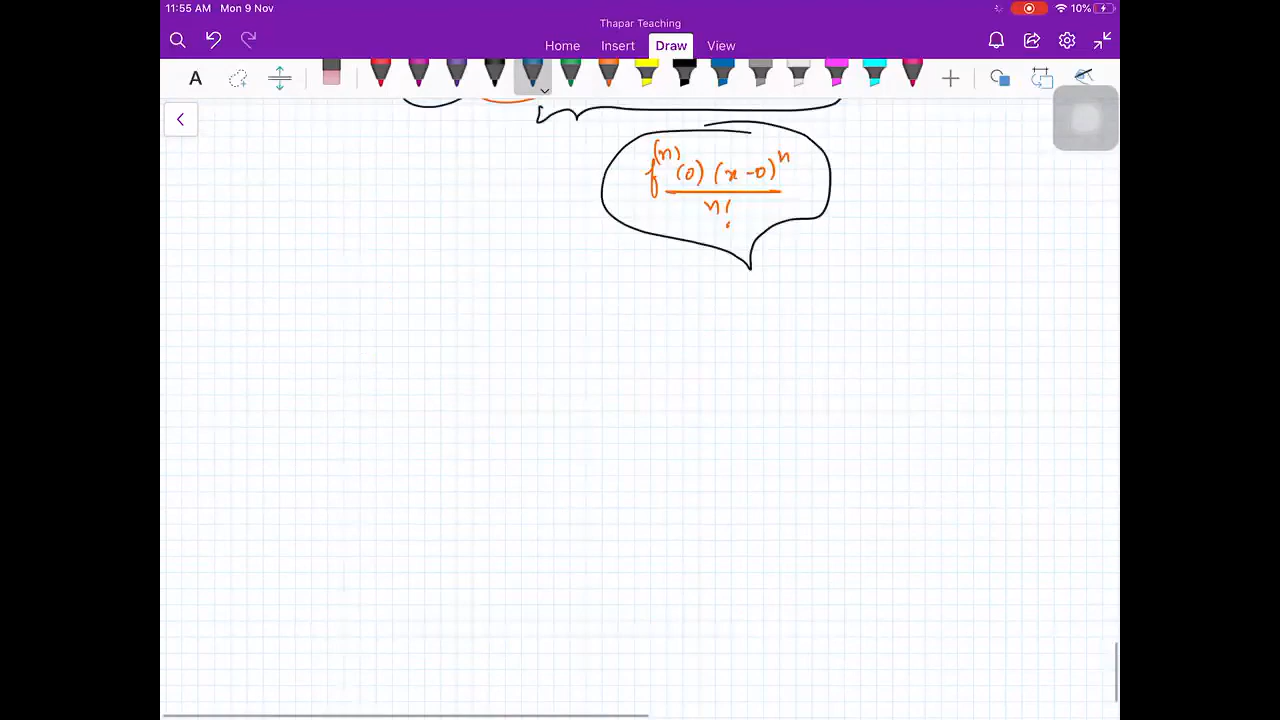 11:55 AM Mon 9 Nov 10%
Thapar Teaching
Home Insert Draw View
A
f^(n)(0) (x-0)^n
n!